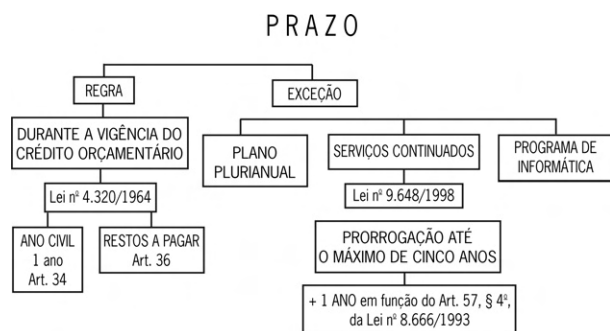 PRAZO
REGRA
EXCEÇÃO
DURANTE A VIGÊNCIA DO
CRÉDITO ORÇAMENTÁRIO
PLANO
PLURIANUAL
SERVIÇOS CONTINUADOS
PROGRAMA DE
INFORMÁTICA
Lei nº 4.320/1964
Lei nº 9.648/1998
ANO CIVIL
1 ano
Art. 34
RESTOS A PAGAR
Art. 36
PRORROGAÇÃO ATÉ
O MÁXIMO DE CINCO ANOS
+ 1 ANO em função do Art. 57, § 4º,
da Lei nº 8.666/1993